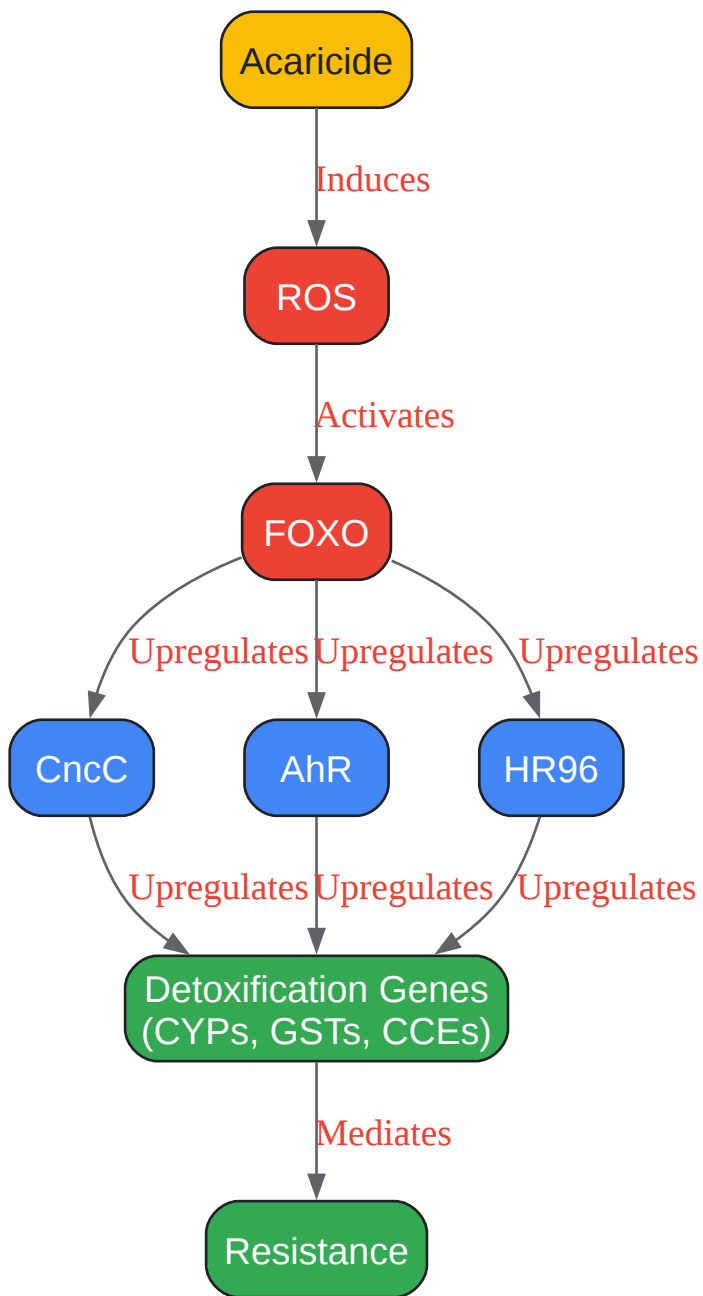 Acaricide
Induces
ROS
Activates
FOXO
Upregulates Upregulates Upregulates
CncC AhR HR96
Upregulates Upregulates Upregulates
Detoxification Genes
(CYPs, GSTs, CCEs)
Mediates
Resistance